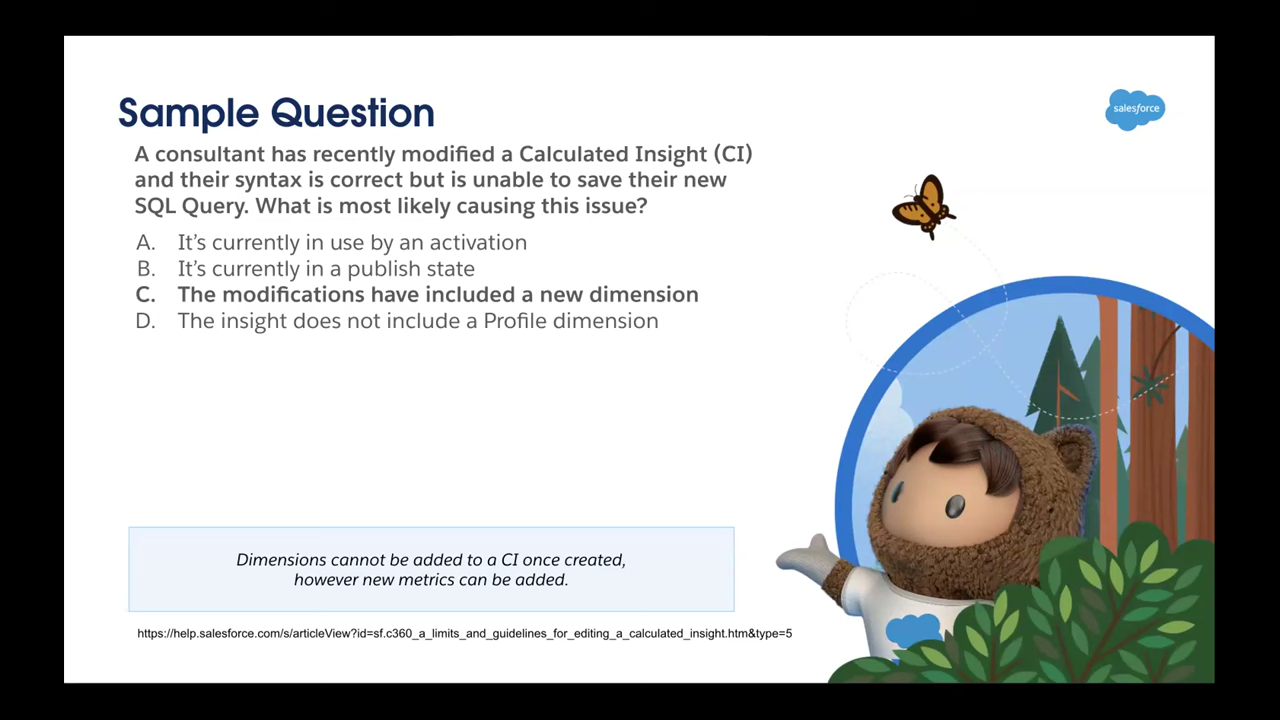 Sample Question
salesforce
A consultant has recently modified a Calculated Insight (CI)
and their syntax is correct but is unable to save their new
SQL Query. What is most likely causing this issue?
A. It’s currently in use by an activation
B. It’s currently in a publish state
C. The modifications have included a new dimension
D. The insight does not include a Profile dimension
Dimensions cannot be added to a CI once created,
however new metrics can be added.
https://help.salesforce.com/s/articleView?id=sf.c360_a_limits_and_guidelines_for_editing_a_calculated_insight.htm&type=5